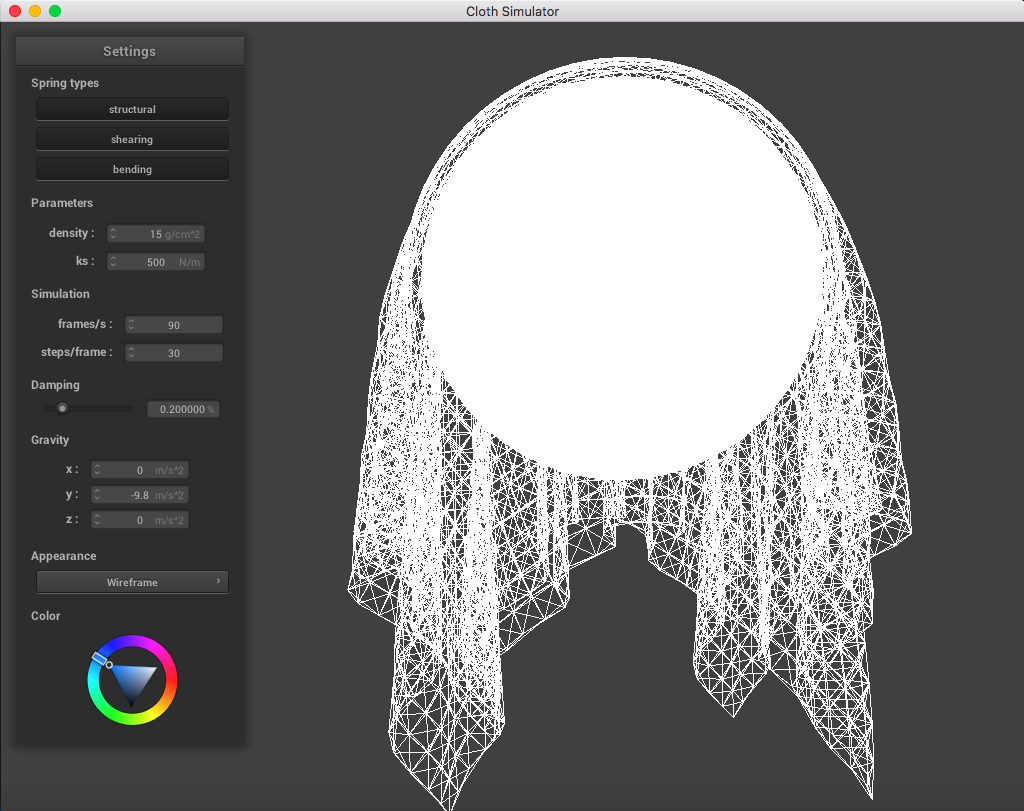 Cloth Simulator
Settings
Spring types
structural
shearing
bending
Parameters
density : 15 g/cm^2
ks : 500 N/m
Simulation
frames/s : 90
steps/frame : 30
Damping
0.200000 %
Gravity
x : 0 m/s^2
y : -9.8 m/s^2
z : 0 m/s^2
Appearance
Wireframe
Color